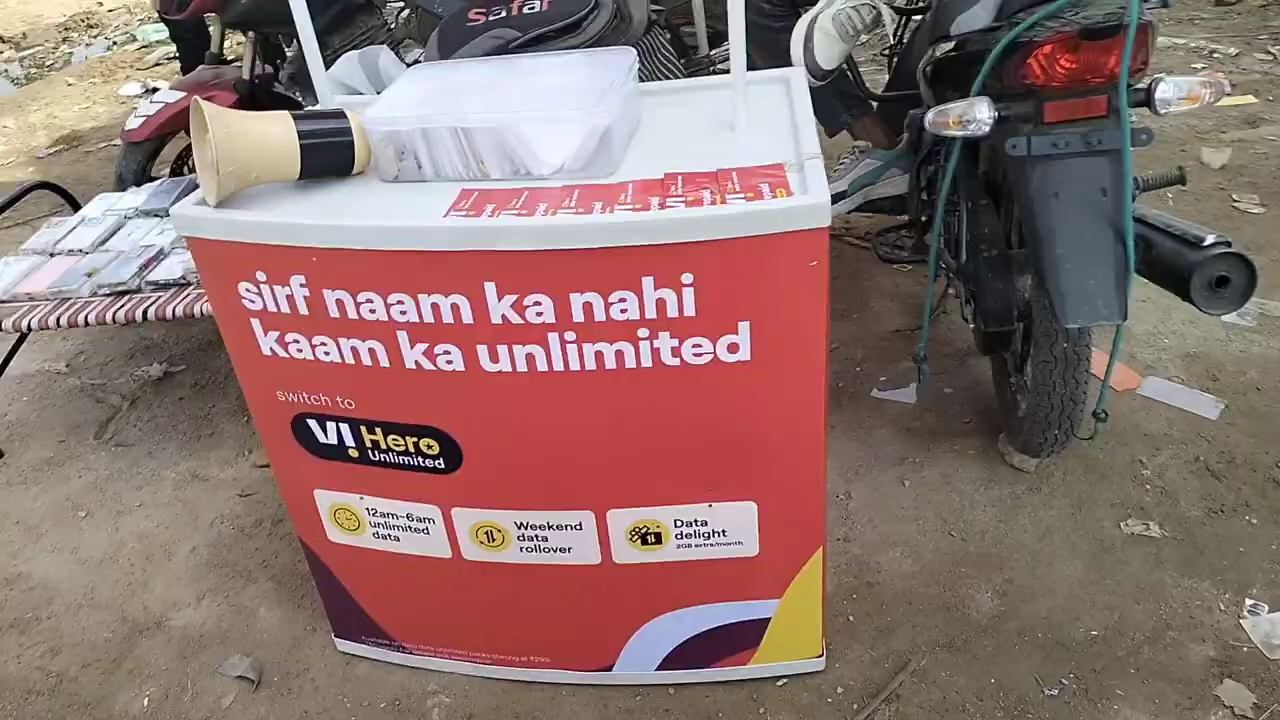 Safar
sirf naam ka nahi
kaam ka unlimited
switch to
VI Hero
Unlimited
12am-6am
unlimited
data
Weekend
data
rollover
Data
delight
2GB extra/month